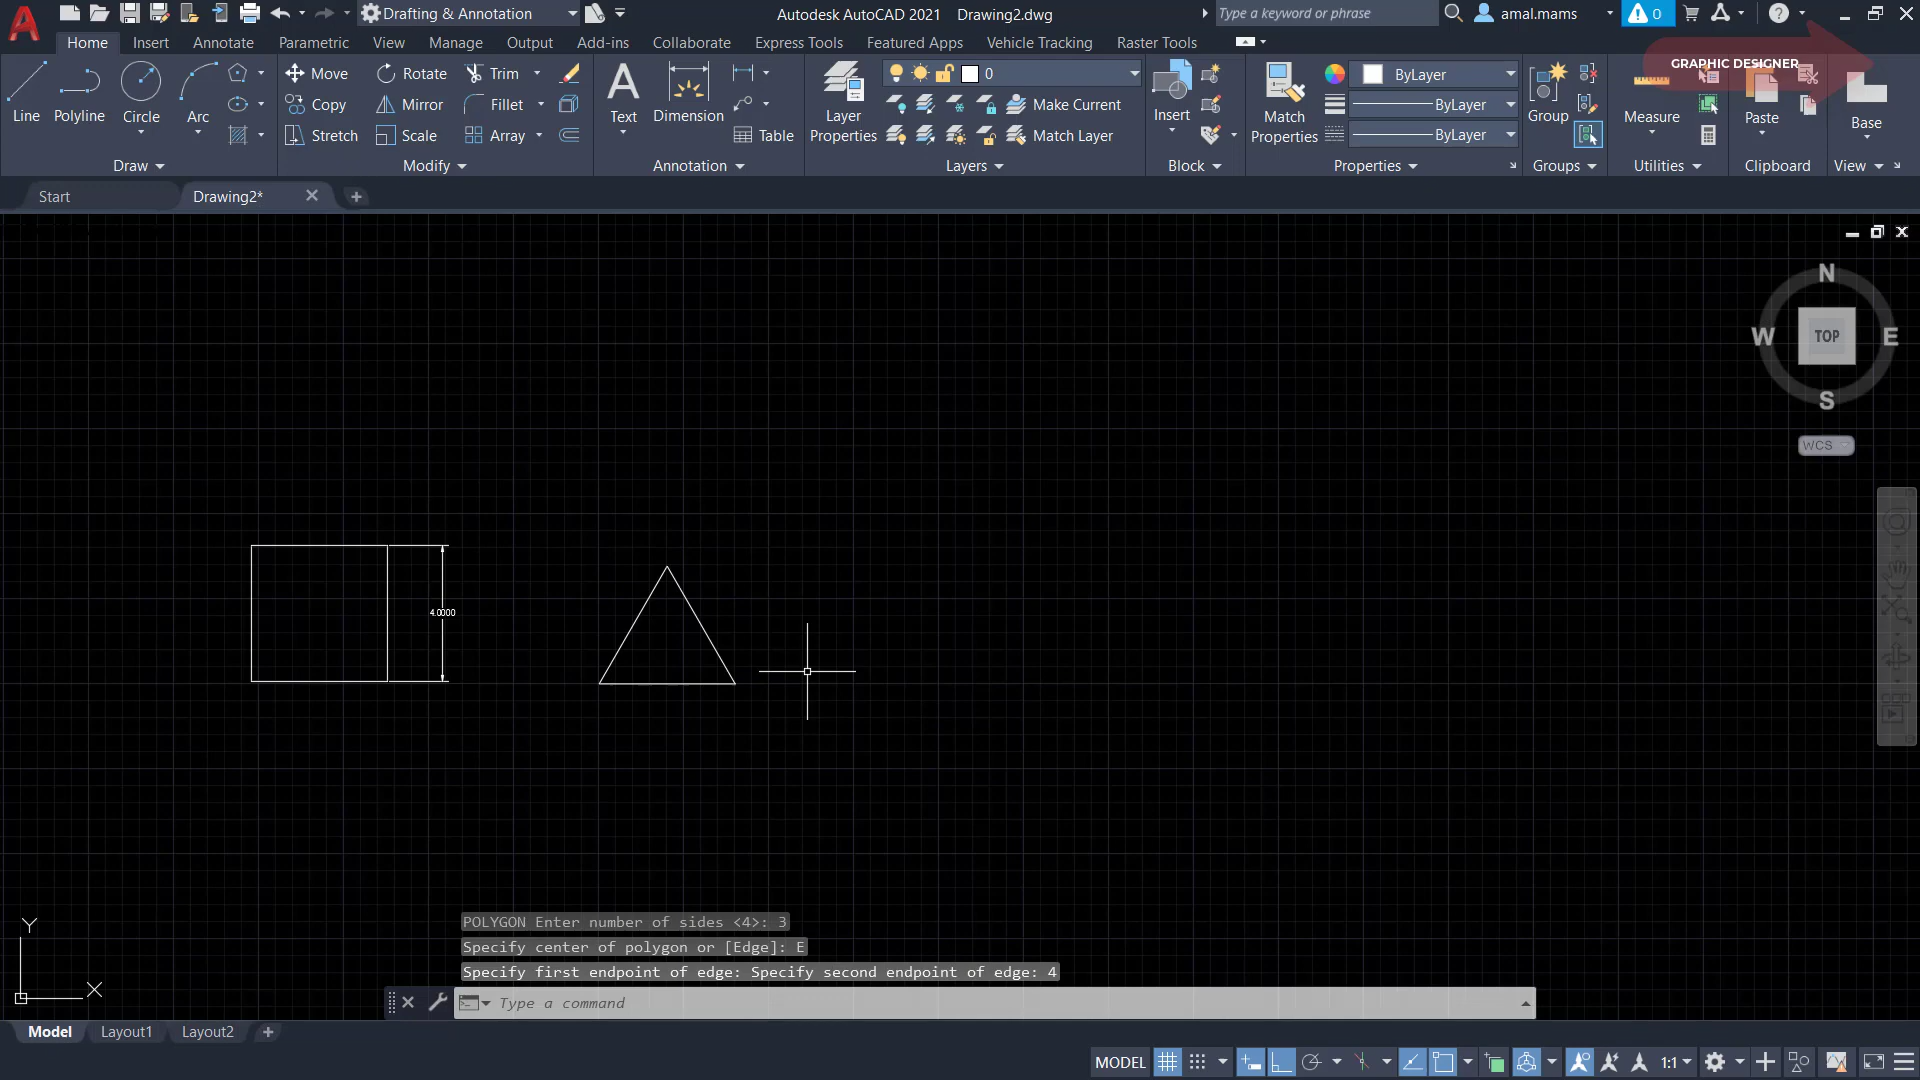 Drafting & Annotation
Autodesk AutoCAD 2021 Drawing2.dwg
Type a keyword or phrase
amal.mams
0
Home Insert Annotate Parametric View Manage Output Add-ins Collaborate Express Tools Featured Apps Vehicle Tracking Raster Tools
GRAPHIC DESIGNER
Move Rotate Trim
0
ByLayer
Copy Mirror Fillet
Make Current
ByLayer
Line Polyline Circle Arc
Text Dimension
Layer
Properties
Insert
Match
Properties
Group
Measure
Paste
Base
Stretch Scale Array
Table
Match Layer
ByLayer
Draw Modify Annotation Layers Block Properties Groups Utilities Clipboard View
Start Drawing2*
N
W TOP E
S
WCS
4.0000
Y
X
POLYGON Enter number of sides <4>: 3
Specify center of polygon or [Edge]: E
Specify first endpoint of edge: Specify second endpoint of edge: 4
Type a command
Model Layout1 Layout2
MODEL
1:1